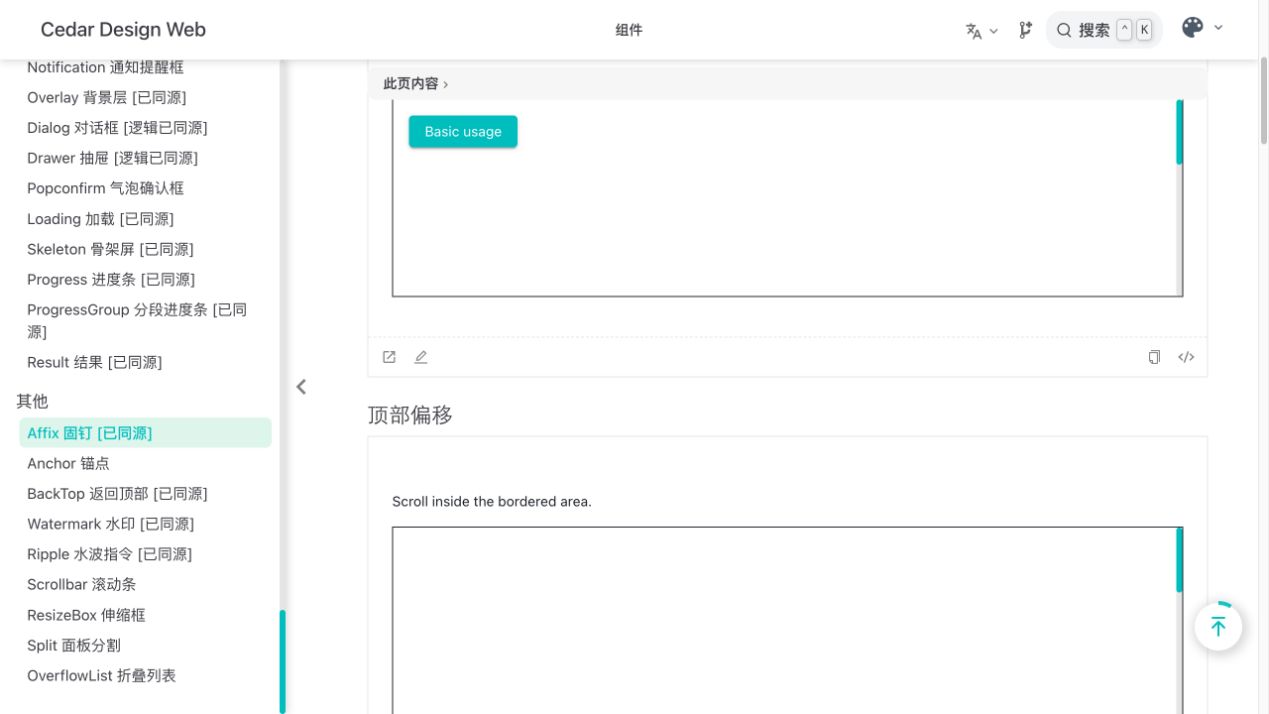 Cedar Design Web
组件
搜索 ^ K
Notification 通知提醒框
Overlay 背景层 [已同源]
Dialog 对话框 [逻辑已同源]
Drawer 抽屉 [逻辑已同源]
Popconfirm 气泡确认框
Loading 加载 [已同源]
Skeleton 骨架屏 [已同源]
Progress 进度条 [已同源]
ProgressGroup 分段进度条 [已同
源]
Result 结果 [已同源]
其他
Affix 固钉 [已同源]
Anchor 锚点
BackTop 返回顶部 [已同源]
Watermark 水印 [已同源]
Ripple 水波指令 [已同源]
Scrollbar 滚动条
ResizeBox 伸缩框
Split 面板分割
OverflowList 折叠列表
此页内容 ›
Basic usage
顶部偏移
Scroll inside the bordered area.